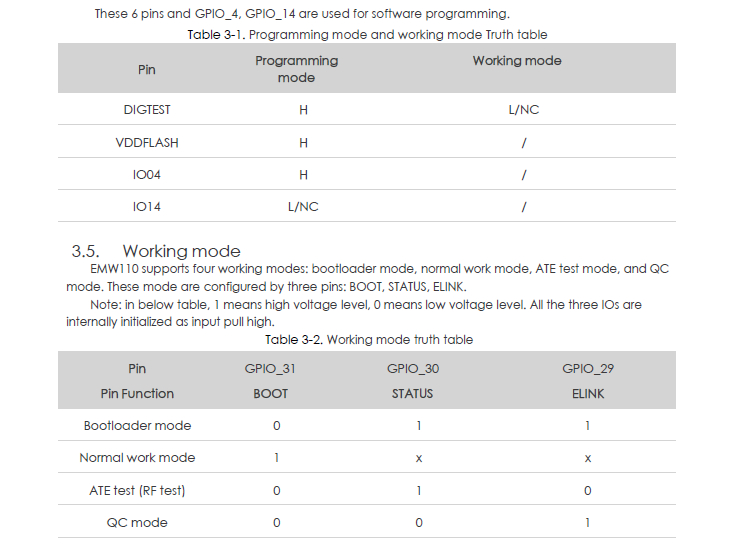 These 6 pins and GPIO_4, GPIO_14 are used for software programming.
Table 3-1. Programming mode and working mode Truth table
Pin Programming mode Working mode
DIGTEST H L/NC
VDDFLASH H /
IO04 H /
IO14 L/NC /
3.5. Working mode
EMW110 supports four working modes: bootloader mode, normal work mode, ATE test mode, and QC
mode. These mode are configured by three pins: BOOT, STATUS, ELINK.
Note: in below table, 1 means high voltage level, 0 means low voltage level. All the three IOs are
internally initialized as input pull high.
Table 3-2. Working mode truth table
Pin GPIO_31 GPIO_30 GPIO_29
Pin Function BOOT STATUS ELINK
Bootloader mode 0 1 1
Normal work mode 1 x x
ATE test (RF test) 0 1 0
QC mode 0 0 1